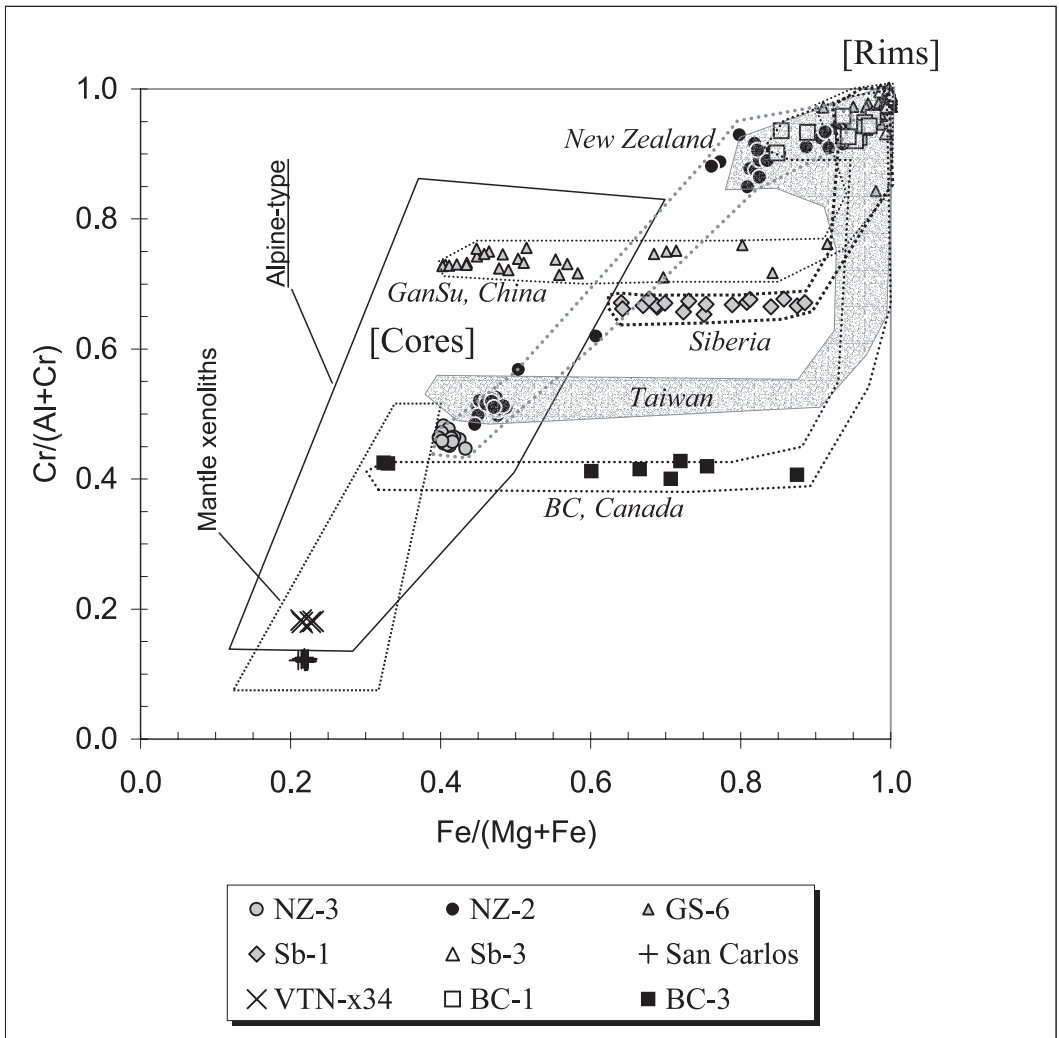 [Rims]
1.0
New Zealand
0.8
Alpine-type
GanSu, China
[Cores]
Siberia
0.6
Taiwan
Cr/(Al+Cr)
Mantle xenoliths
0.4
BC, Canada
0.2
0.0
0.0 0.2 0.4 0.6 0.8 1.0
Fe/(Mg+Fe)
NZ-3 NZ-2 GS-6
Sb-1 Sb-3 San Carlos
VTN-x34 BC-1 BC-3